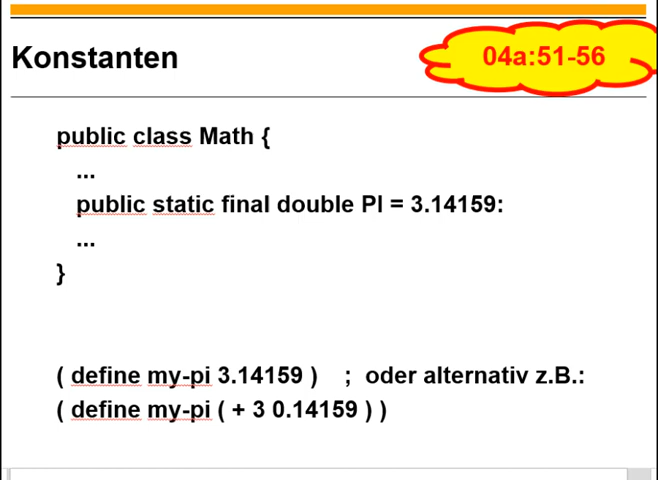 Konstanten
04a:51-56
public class Math {
...
public static final double PI = 3.14159:
...
}
( define my-pi 3.14159 ) ; oder alternativ z.B.:
( define my-pi ( + 3 0.14159 ) )